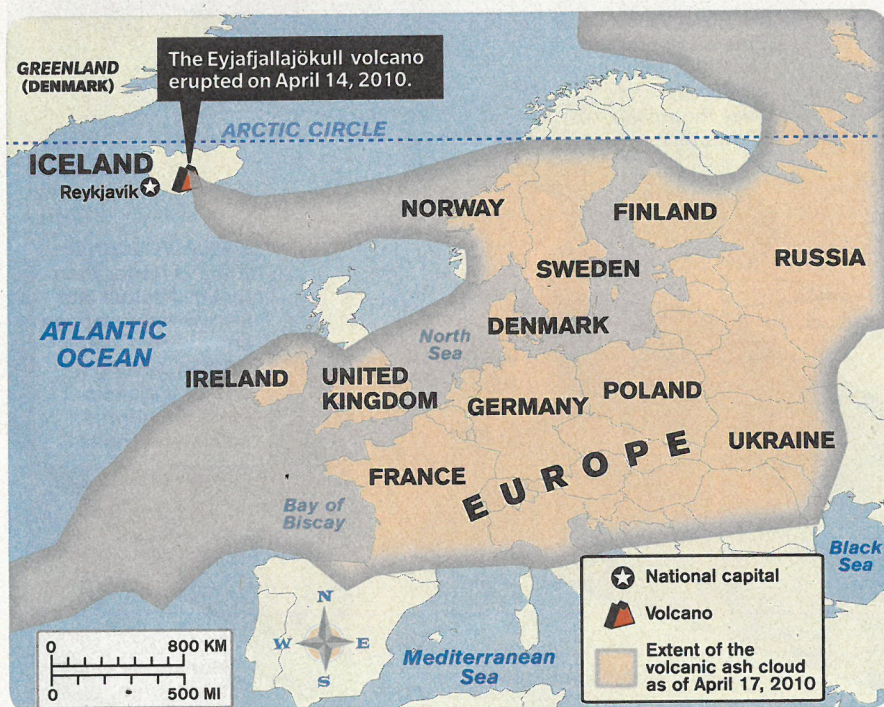 The Eyjafjallajökull volcano
erupted on April 14, 2010.
GREENLAND
(DENMARK)
ARCTIC CIRCLE
ICELAND
Reykjavík
NORWAY
FINLAND
RUSSIA
SWEDEN
ATLANTIC
OCEAN
North
Sea
DENMARK
IRELAND
UNITED
KINGDOM
GERMANY
POLAND
UKRAINE
FRANCE
EUROPE
Bay of
Biscay
Black
Sea
N
W E
S
Mediterranean
Sea
0 800 KM
0 500 MI
National capital
Volcano
Extent of the
volcanic ash cloud
as of April 17, 2010